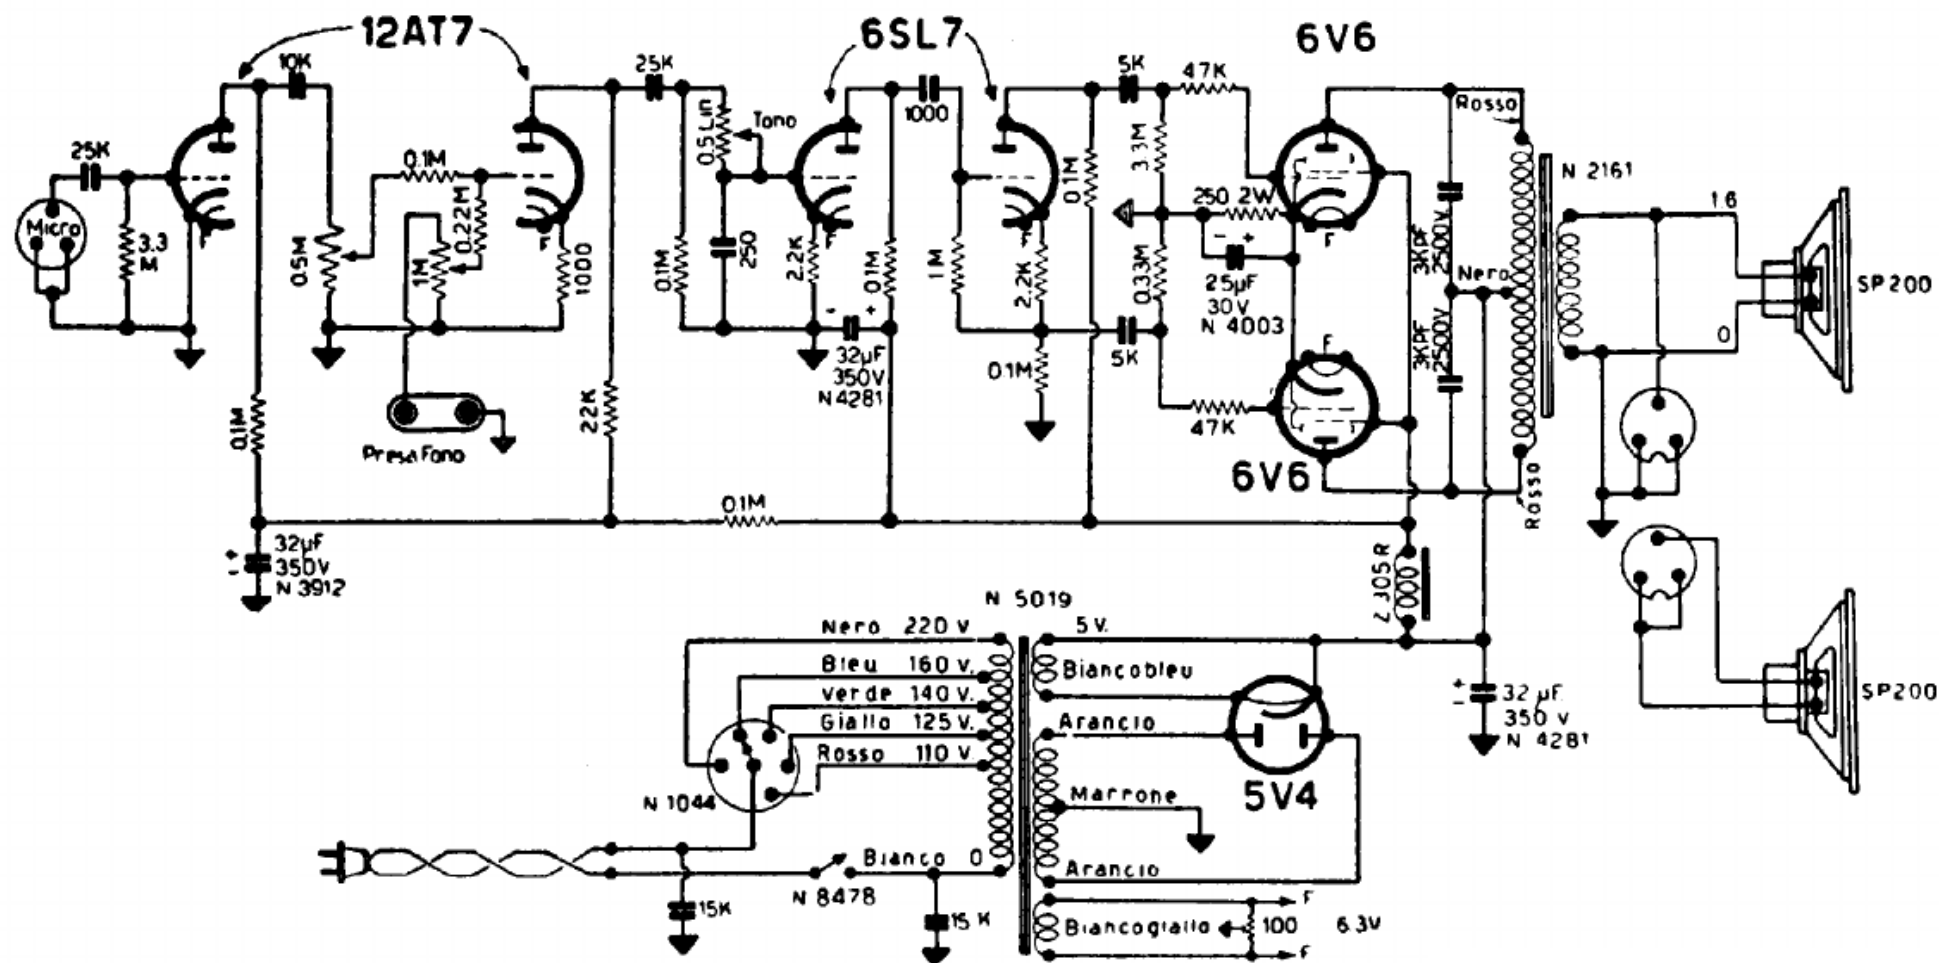 12AT7
6SL7
6V6
10K
25K
5K
47K
Rosso
25K
Micro
3.3
M
0.1M
0.5M
0.22M
1M
F
F
1000
0.5Lin
Tono
250
0.1M
2.2K
F
0.1M
1000
1M
F
2.2K
0.1M
3.3M
250 2W
F
- +
25µF
30V
N 4003
0.33M
3KpF
2500V
Nero
3KpF
2500V
N 2161
16
0
SP200
- +
32µF
350V
N4281
0.1M
5K
F
47K
6V6
Rosso
0.1M
22K
Presa Fono
0.1M
+
-
32µF
350V
N 3912
2305R
N 5019
Nero 220 V
Bleu 160 V.
Verde 140 V.
Giallo 125 V.
Rosso 110 V.
5V.
Biancobleu
Arancio
5V4
Marrone
Arancio
+
-
32 µF
350 V
N 4281
SP200
N 1044
Bianco 0
N 8478
15K
15 K
Biancogiallo
100
6.3V
F
F